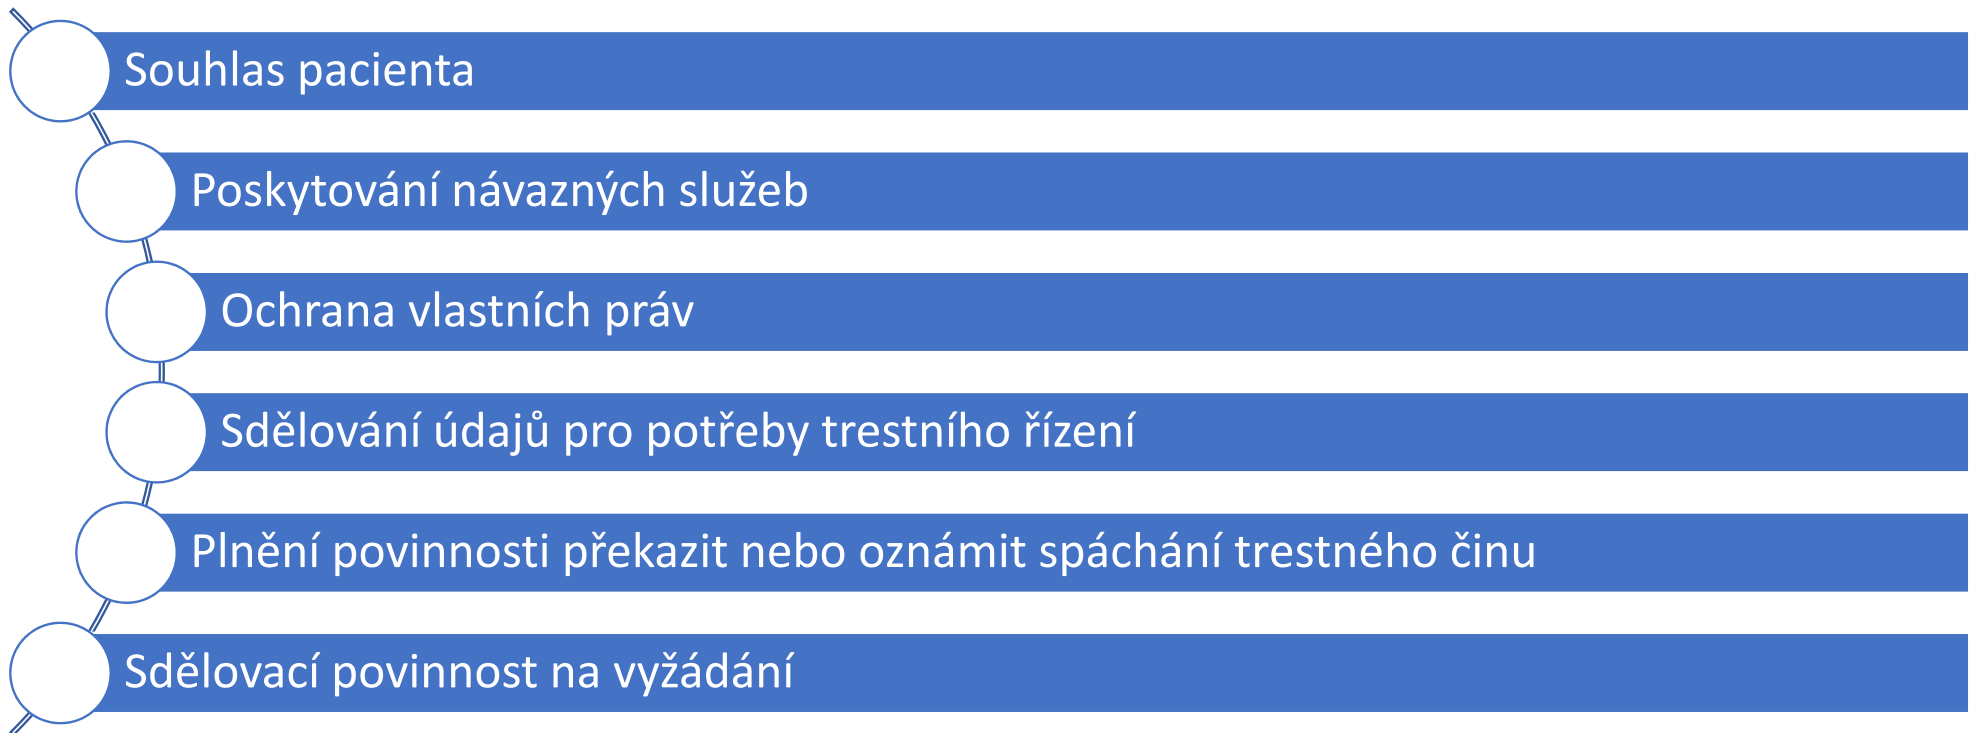 Souhlas pacienta
Poskytování návazných služeb
Ochrana vlastních práv
Sdělování údajů pro potřeby trestního řízení
Plnění povinnosti překazit nebo oznámit spáchání trestného činu
Sdělovací povinnost na vyžádání